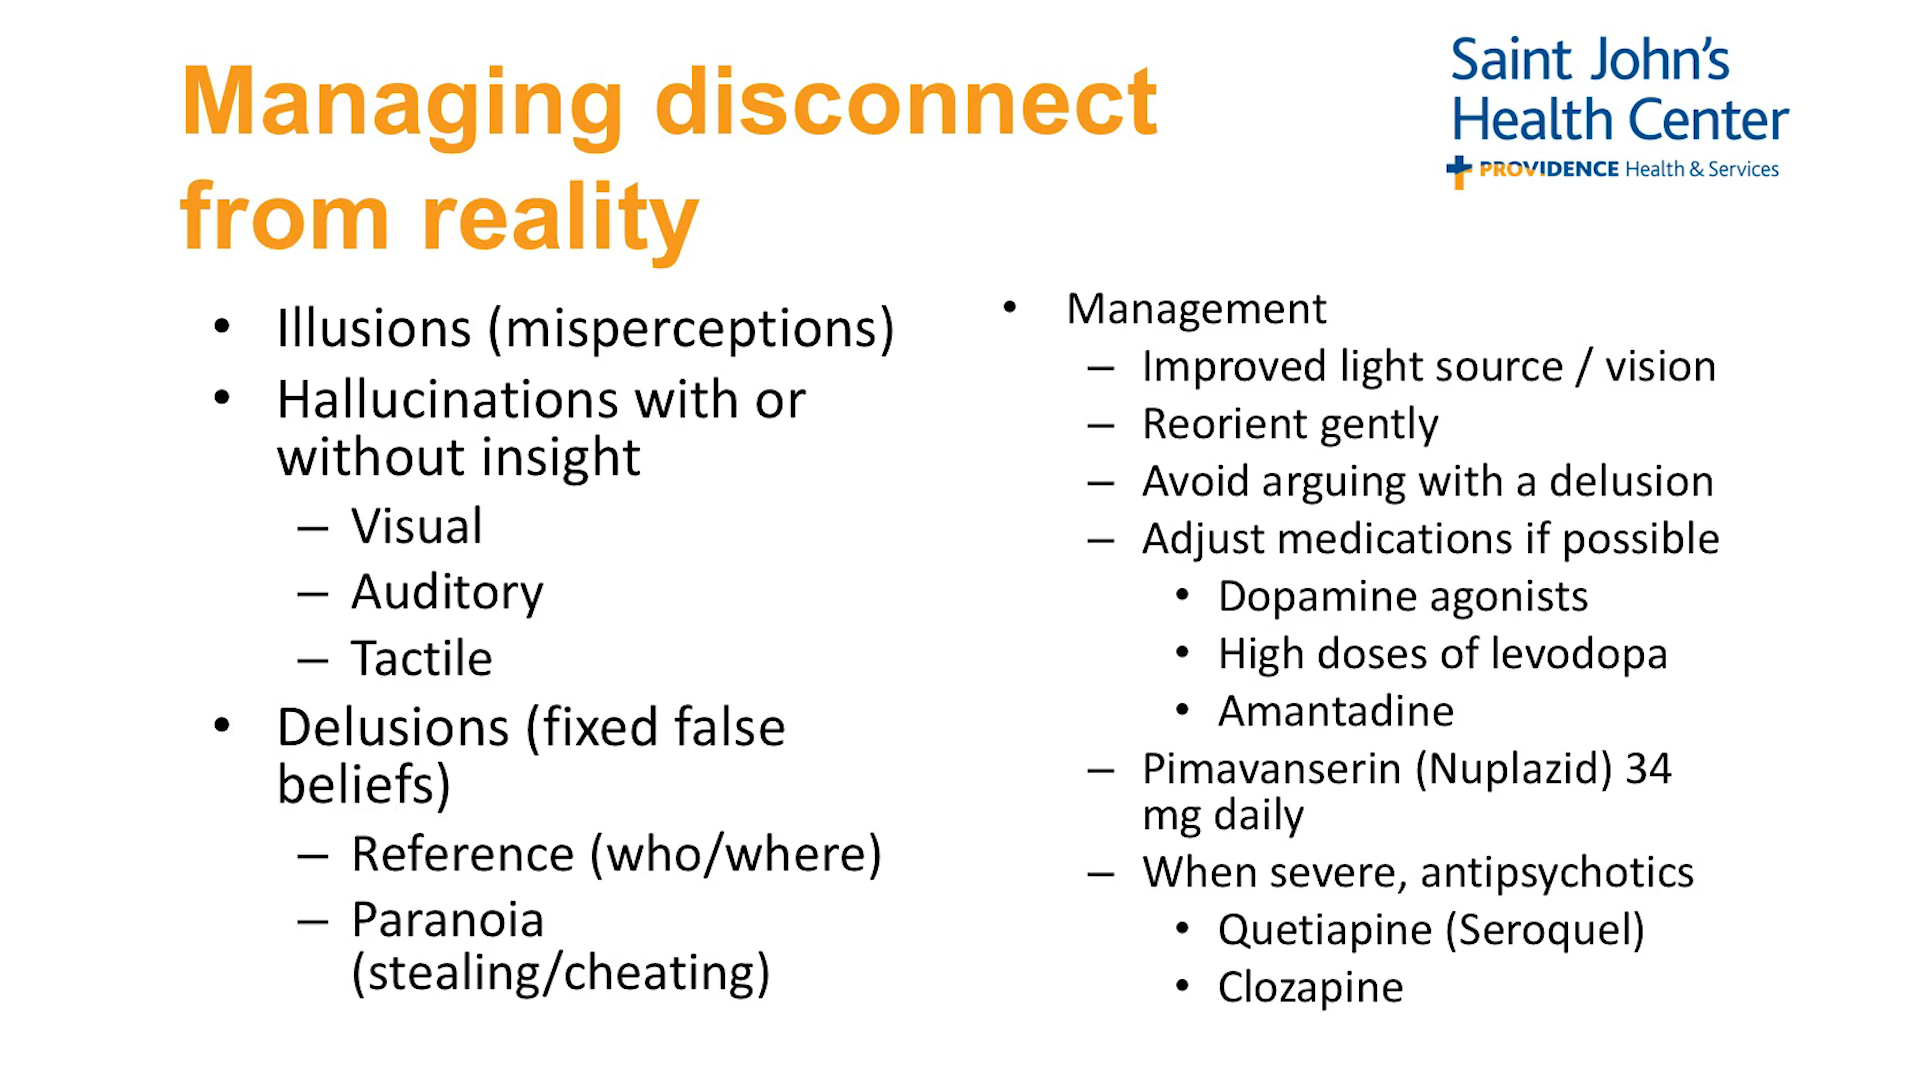 Managing disconnect
from reality
Saint John's
Health Center
PROVIDENCE Health & Services
• Illusions (misperceptions)
• Hallucinations with or
without insight
– Visual
– Auditory
– Tactile
• Delusions (fixed false
beliefs)
– Reference (who/where)
– Paranoia
(stealing/cheating)
• Management
– Improved light source / vision
– Reorient gently
– Avoid arguing with a delusion
– Adjust medications if possible
• Dopamine agonists
• High doses of levodopa
• Amantadine
– Pimavanserin (Nuplazid) 34
mg daily
– When severe, antipsychotics
• Quetiapine (Seroquel)
• Clozapine